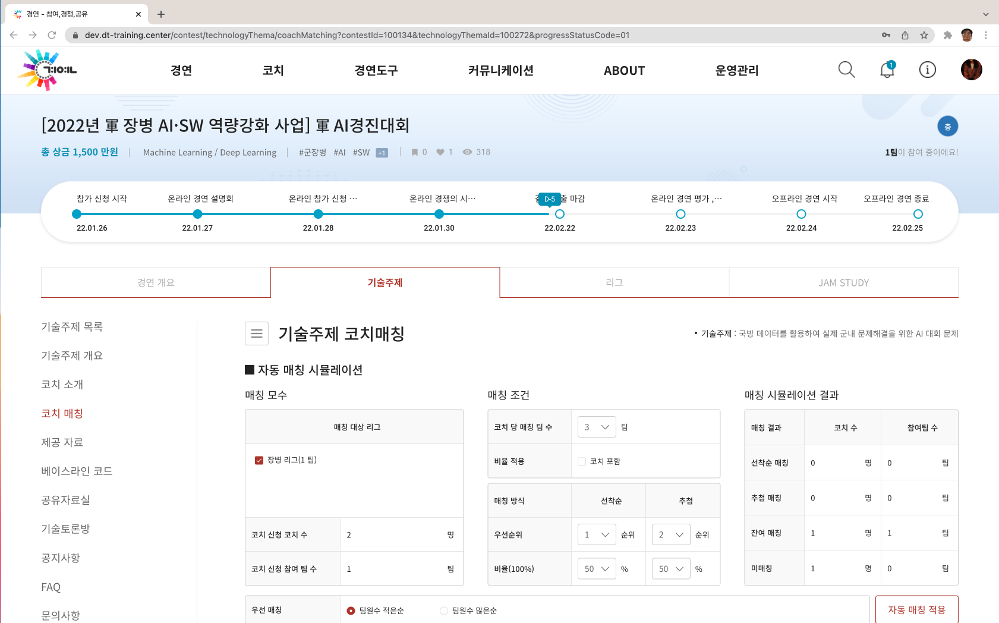 경연 - 참여,경쟁,공유
dev.dt-training.center/contest/technologyThema/coachMatching?contestId=100134&technologyThemaId=100272&progressStatusCode=01
경연 코치 경연도구 커뮤니케이션 ABOUT 운영관리
1
[2022년 軍 장병 AI·SW 역량강화 사업] 軍 AI경진대회
충
총 상금 1,500 만원 Machine Learning / Deep Learning #군장병 #AI #SW +1 0 1 318
1팀이 참여 중이에요!
참가 신청 시작 온라인 경연 설명회 온라인 참가 신청 … 온라인 경쟁의 시… D-5 출 마감 온라인 경연 평가 ,… 오프라인 경연 시작 오프라인 경연 종료
22.01.26 22.01.27 22.01.28 22.01.30 22.02.22 22.02.23 22.02.24 22.02.25
경연 개요 기술주제 리그 JAM STUDY
기술주제 목록
기술주제 개요
코치 소개
코치 매칭
제공 자료
베이스라인 코드
공유자료실
기술토론방
공지사항
FAQ
문의사항
기술주제 코치매칭
• 기술주제 : 국방 데이터를 활용하여 실제 군내 문제해결을 위한 AI 대회 문제
■ 자동 매칭 시뮬레이션
매칭 모수
매칭 대상 리그
장병 리그(1 팀)
코치 신청 코치 수 2 명
코치 신청 참여 팀 수 1 팀
매칭 조건
코치 당 매칭 팀 수 3 팀
비율 적용 코치 포함
매칭 방식 선착순 추첨
우선순위 1 순위 2 순위
비율(100%) 50 % 50 %
매칭 시뮬레이션 결과
매칭 결과 코치 수 참여팀 수
선착순 매칭 0 명 0 팀
추첨 매칭 0 명 0 팀
잔여 매칭 1 명 1 팀
미매칭 1 명 0 팀
우선 매칭 팀원수 적은순 팀원수 많은순
자동 매칭 적용